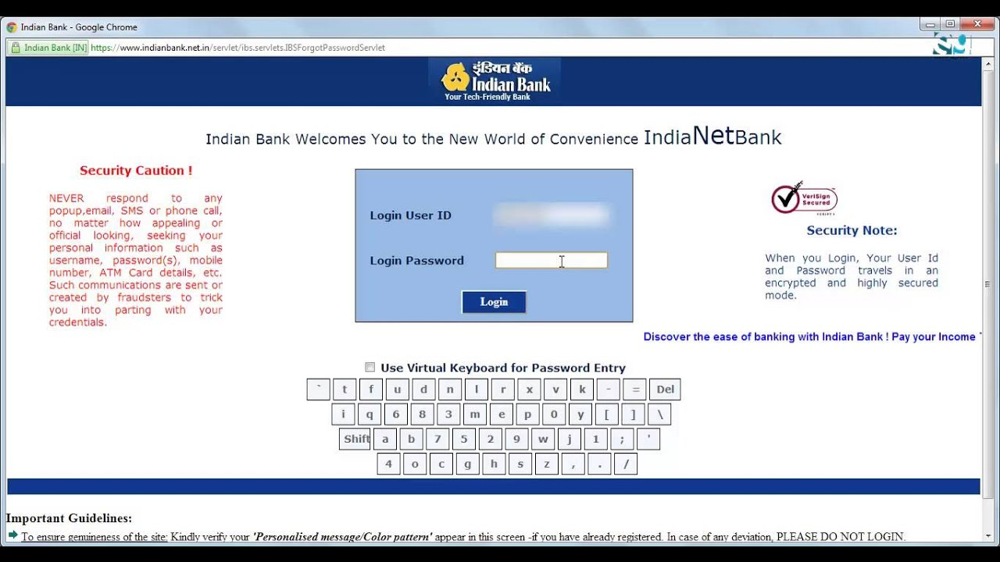 Indian Bank - Google Chrome
Indian Bank [IN] https://www.indianbank.net.in/servlet/ibs.servlets.IBSForgotPasswordServlet
इंडियन बैंक
Indian Bank
Your Tech-Friendly Bank
Indian Bank Welcomes You to the New World of Convenience IndiaNetBank
Security Caution !
NEVER respond to any
popup,email, SMS or phone call,
no matter how appealing or
official looking, seeking your
personal information such as
username, password(s), mobile
number, ATM Card details, etc.
Such communications are sent or
created by fraudsters to trick
you into parting with your
credentials.
Login User ID
Login Password
Login
VeriSign
Secured
VERIFY
Security Note:
When you Login, Your User Id
and Password travels in an
encrypted and highly secured
mode.
Discover the ease of banking with Indian Bank ! Pay your Income
Use Virtual Keyboard for Password Entry
` t f u d n l r x v k - = Del
i q 6 8 3 m e p 0 y [ ] \
Shift a b 7 5 2 9 w j 1 ; '
4 o c g h s z , . /
Important Guidelines:
To ensure genuineness of the site: Kindly verify your 'Personalised message/Color pattern' appear in this screen -if you have already registered. In case of any deviation, PLEASE DO NOT LOGIN.